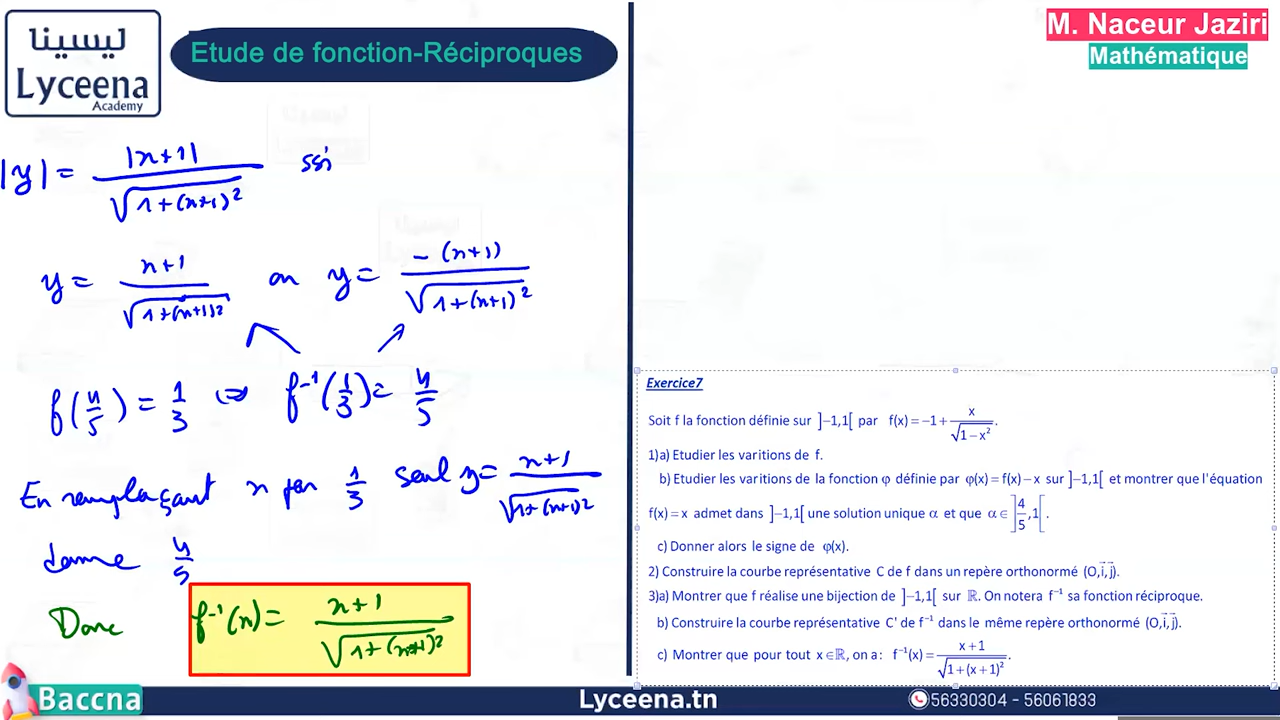 ليسينا
Lyceena
Academy
Etude de fonction-Réciproques
M. Naceur Jaziri
Mathématique
|y| = |x+1| / √(1+(x+1)²) ssi
y = x+1 / √(1+(x+1)²) ou y = -(x+1) / √(1+(x+1)²)
f(4/5) = 1/3 ⇔ f⁻¹(1/3) = 4/5
En remplaçant x par 1/3 seul y = x+1 / √(1+(x+1)²)
donne 4/5
Donc f⁻¹(x) = x+1 / √(1+(x+1)²)
Exercice7
Soit f la fonction définie sur ]−1,1[ par f(x) = −1 + x / √(1−x²).
1)a) Etudier les varitions de f.
b) Etudier les varitions de la fonction φ définie par φ(x) = f(x) − x sur ]−1,1[ et montrer que l'équation
f(x) = x admet dans ]−1,1[ une solution unique α et que α ∈ ]4/5,1[.
c) Donner alors le signe de φ(x).
2) Construire la courbe représentative C de f dans un repère orthonormé (O,i⃗,j⃗).
3)a) Montrer que f réalise une bijection de ]−1,1[ sur ℝ. On notera f⁻¹ sa fonction réciproque.
b) Construire la courbe représentative C' de f⁻¹ dans le même repère orthonormé (O,i⃗,j⃗).
c) Montrer que pour tout x∈ℝ, on a : f⁻¹(x) = x+1 / √(1+(x+1)²).
Baccna
Lyceena.tn
56330304 - 56061833